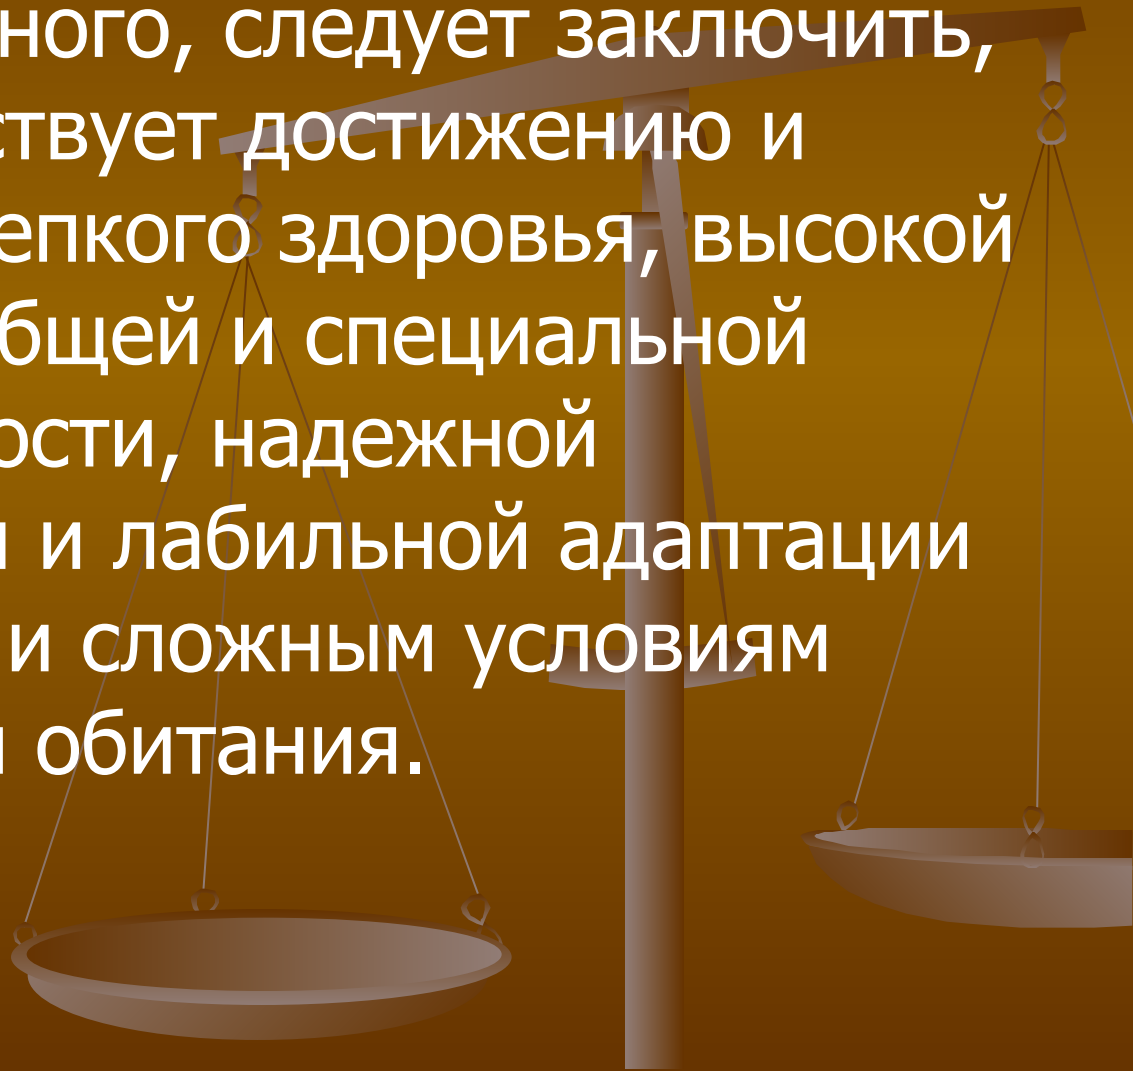 ного, следует заключить,
ствует достижению и
епкого здоровья, высокой
бщей и специальной
ости, надежной
и и лабильной адаптации
и сложным условиям
и обитания.